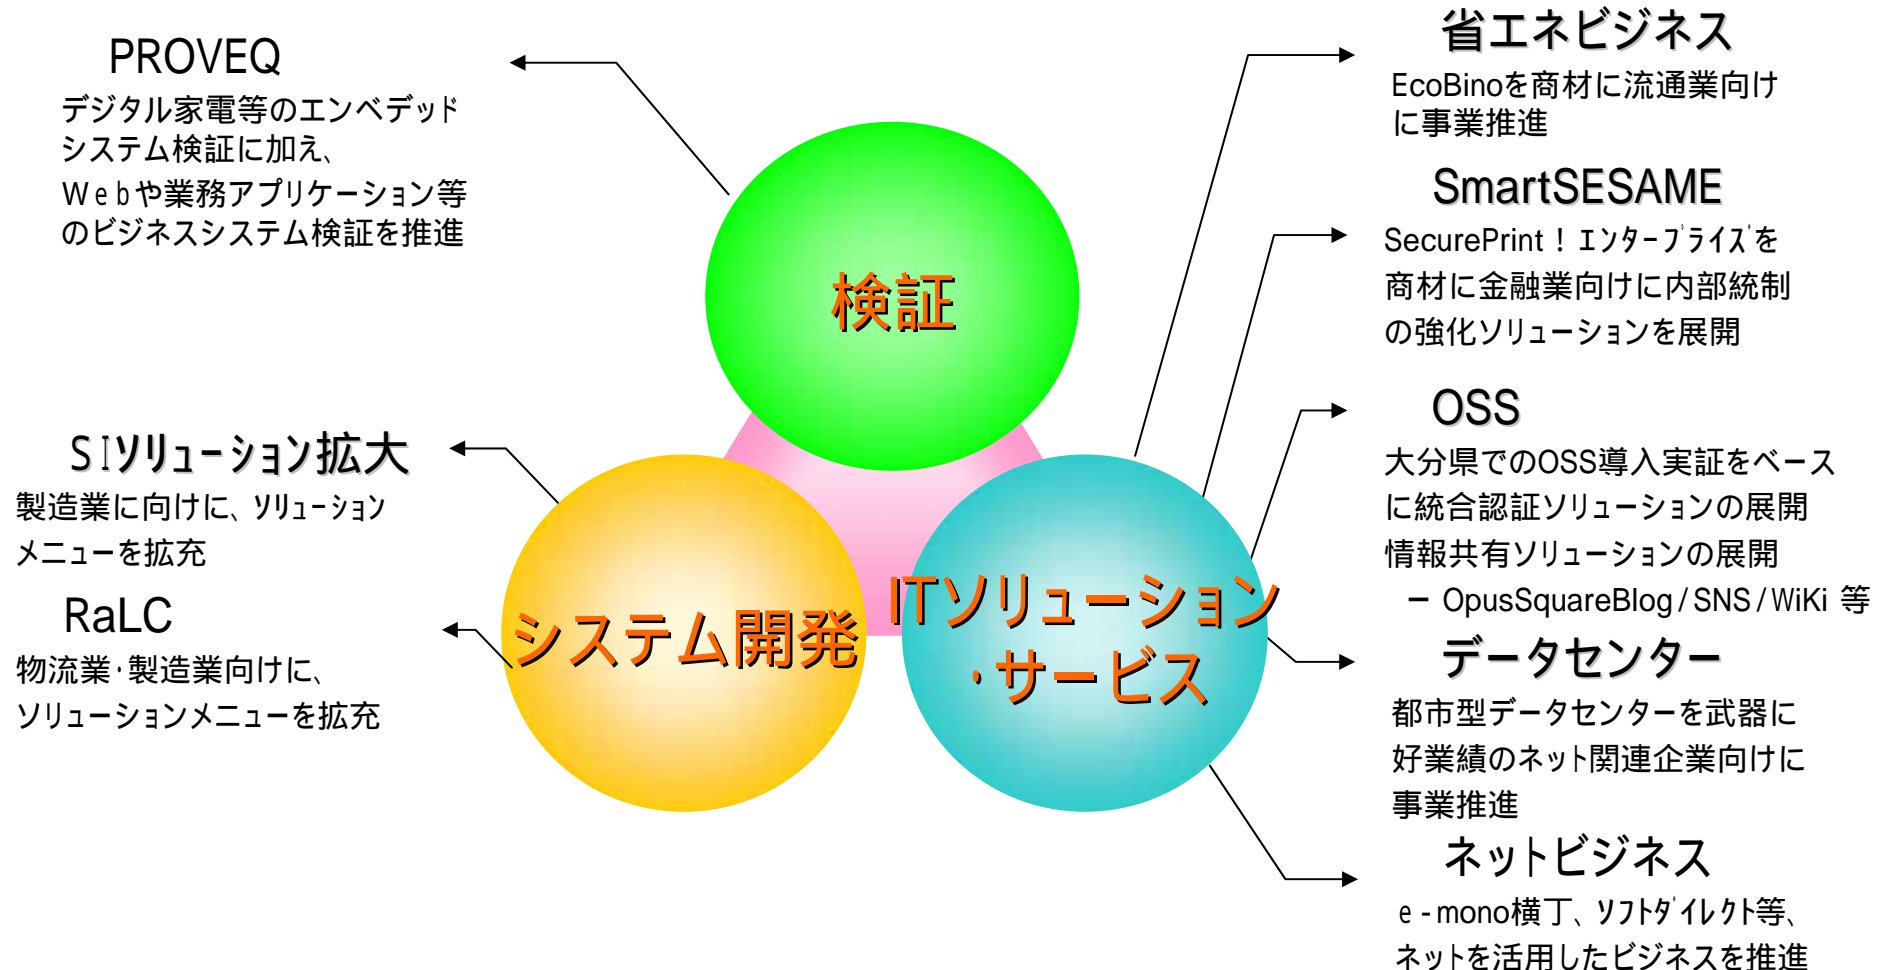 PROVEQ
デジタル家電等のエンベデッド
システム検証に加え、
Ｗｅｂや業務アプリケーション等
のビジネスシステム検証を推進
検証
SIソリューション拡大
製造業に向けに、ソリューション
メニューを拡充
RaLC
物流業・製造業向けに、
ソリューションメニューを拡充
システム開発
ITソリューション
・サービス
省エネビジネス
EcoBinoを商材に流通業向け
に事業推進
SmartSESAME
SecurePrint！ｴﾝﾀｰﾌﾟﾗｲｽﾞを
商材に金融業向けに内部統制
の強化ソリューションを展開
OSS
大分県でのOSS導入実証をベース
に統合認証ソリューションの展開
情報共有ソリューションの展開
－ OpusSquareBlog/SNS/WiKi 等
データセンター
都市型データセンターを武器に
好業績のネット関連企業向けに
事業推進
ネットビジネス
e-mono横丁、ｿﾌﾄﾀﾞｲﾚｸﾄ等、
ネットを活用したビジネスを推進